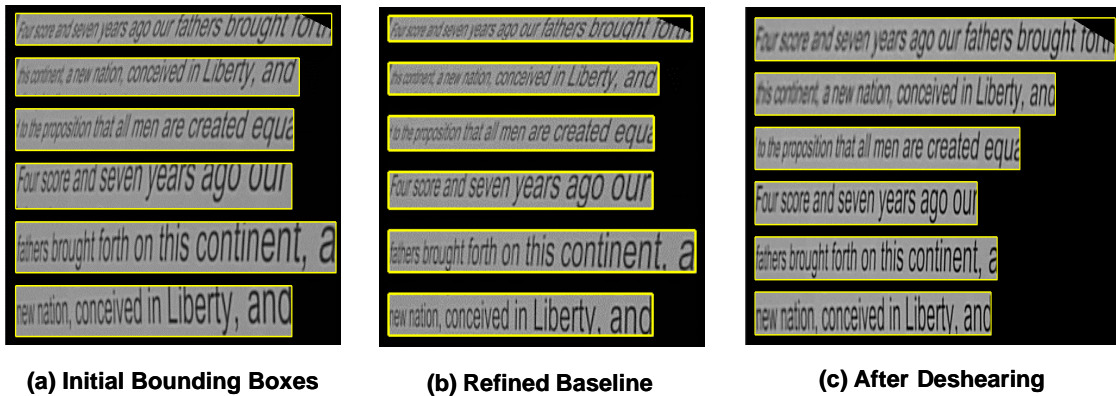 Four score and seven years ago our fathers brought forth
this continent, a new nation, conceived in Liberty, and
to the proposition that all men are created equa
Four score and seven years ago our
fathers brought forth on this continent, a
new nation, conceived in Liberty, and
(a) Initial Bounding Boxes
Four score and seven years ago our fathers brought forth
this continent, a new nation, conceived in Liberty, and
to the proposition that all men are created equa
Four score and seven years ago our
fathers brought forth on this continent, a
new nation, conceived in Liberty, and
(b) Refined Baseline
Four score and seven years ago our fathers brought forth
this continent, a new nation, conceived in Liberty, and
to the proposition that all men are created equa
Four score and seven years ago our
fathers brought forth on this continent, a
new nation, conceived in Liberty, and
(c) After Deshearing